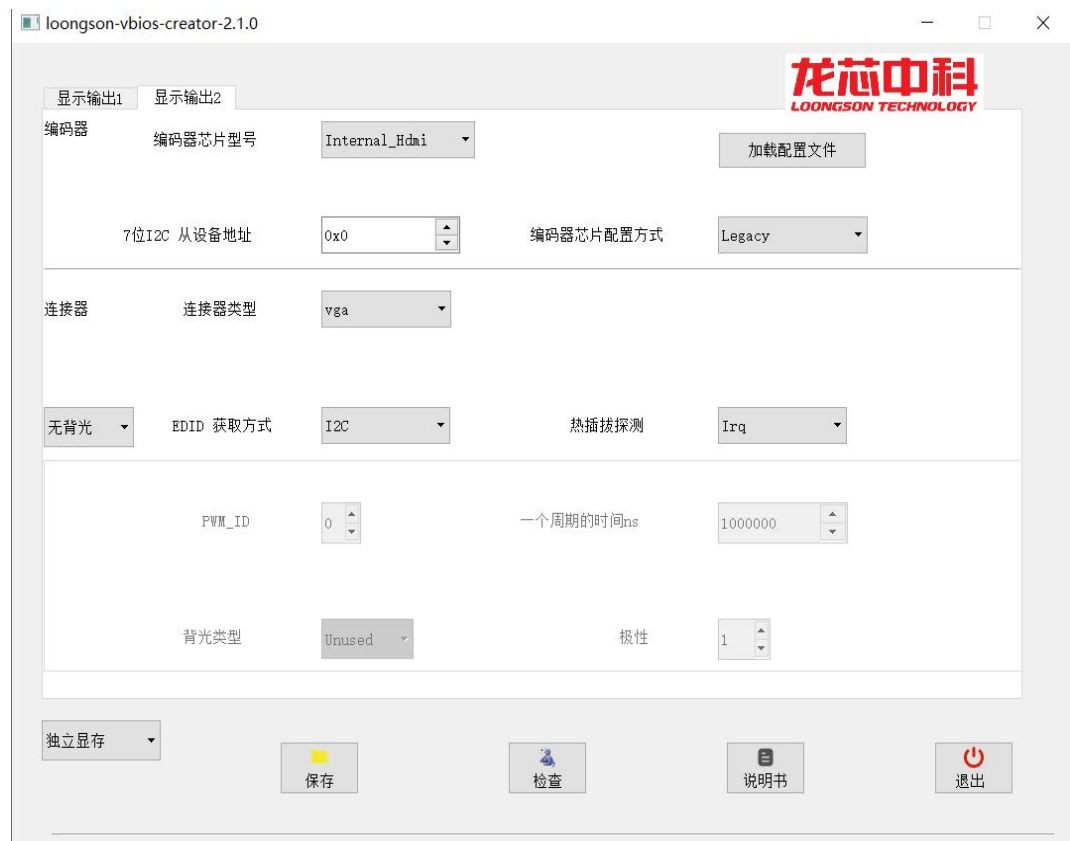 loongson-vbios-creator-2.1.0
龙芯中科
LOONGSON TECHNOLOGY
显示输出1 显示输出2
编码器 编码器芯片型号 Internal_Hdmi 加载配置文件
7位I2C 从设备地址 0x0 编码器芯片配置方式 Legacy
连接器 连接器类型 vga
无背光 EDID 获取方式 I2C 热插拔探测 Irq
PWM_ID 0 一个周期的时间ns 1000000
背光类型 Unused 极性 1
独立显存
保存 检查 说明书 退出